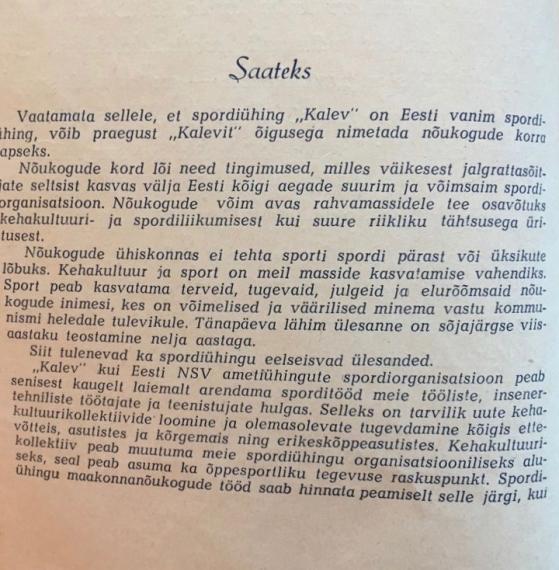 Saateks
Vaatamata sellele, et spordiühing „Kalev" on Eesti vanim spordi-
ühing, võib praegust „Kalevit" õigusega nimetada nõukogude korra
apseks.
Nõukogude kord lõi need tingimused, milles väikesest jalgrattasõit-
jate seltsist kasvas välja Eesti kõigi aegade suurim ja võimsaim spordi-
organisatsioon. Nõukogude võim avas rahvamassidele tee osavõtuks
kehakultuuri- ja spordiliikumisest kui suure riikliku tähtsusega üri-
tusest.
Nõukogude ühiskonnas ei tehta sporti spordi pärast või üksikute
lõbuks. Kehakultuur ja sport on meil masside kasvatamise vahendiks.
Sport peab kasvatama terveid, tugevaid, julgeid ja elurõõmsaid nõu-
kogude inimesi, kes on võimelised ja väärilised minema vastu kommu-
nismi heledale tulevikule. Tänapäeva lähim ülesanne on sõjajärgse viis-
aastaku teostamine nelja aastaga.
Siit tulenevad ka spordiühingu eelseisvad ülesanded.
„Kalev" kui Eesti NSV ametiühingute spordiorganisatsioon peab
senisest kaugelt laiemalt arendama sporditööd meie tööliste, insener-
tehniliste töötajate ja teenistujate hulgas. Selleks on tarvilik uute keha-
kultuurikollektiivide loomine ja olemasolevate tugevdamine kõigis ette-
võtteis, asutistes ja kõrgemais ning erikeskõppeasutistes. Kehakultuuri-
kollektiiv peab muutuma meie spordiühingu organisatsiooniliseks alu-
seks, seal peab asuma ka õppesportliku tegevuse raskuspunkt. Spordi-
ühingu maakonnanõukogude tööd saab hinnata peamiselt selle järgi, kui